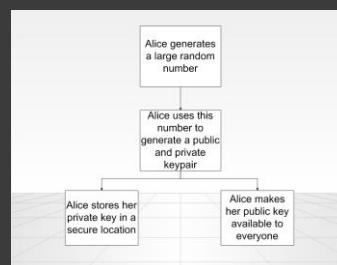 Alice generates
a large random
number
Alice uses this
number to
generate a public
and private
keypair
Alice stores her
private key in a
secure location
Alice makes
her public key
available to
everyone